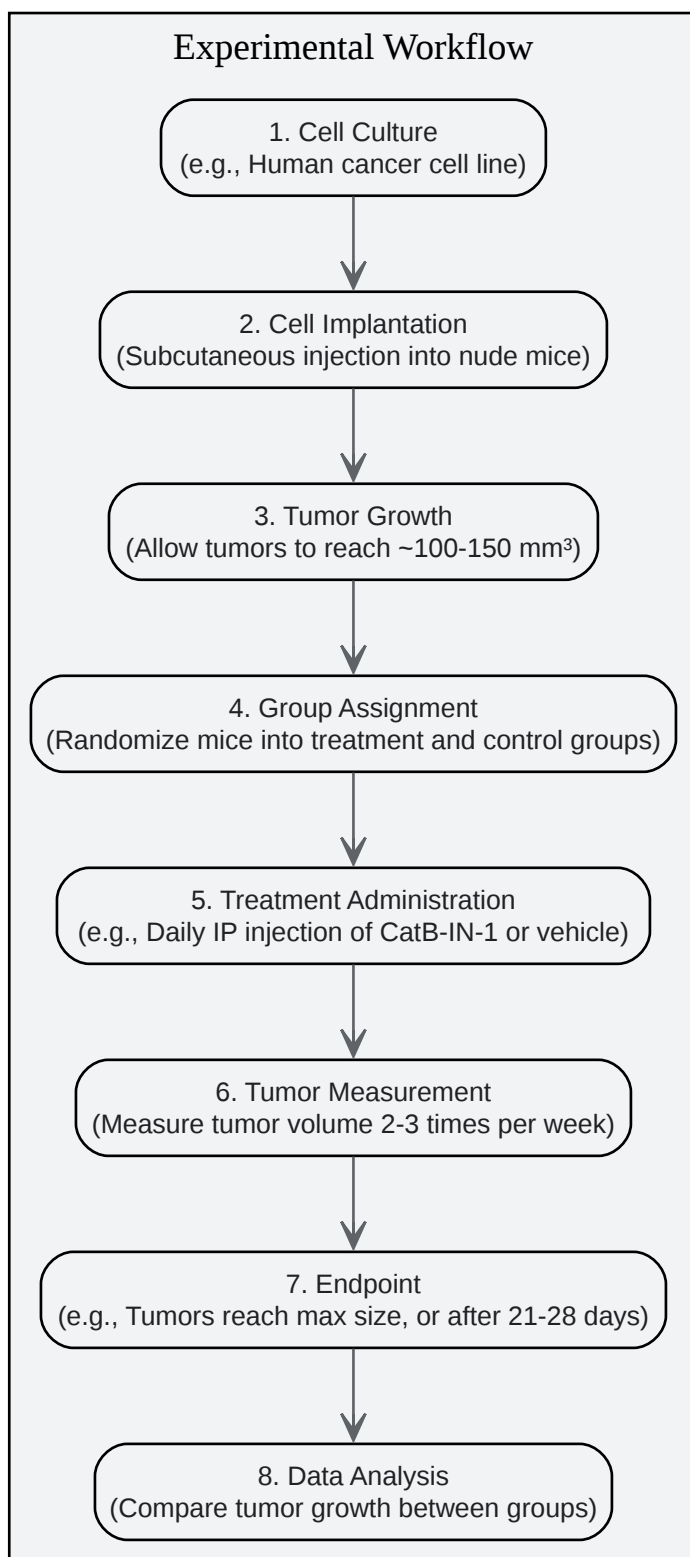 Experimental Workflow
1. Cell Culture
(e.g., Human cancer cell line)
2. Cell Implantation
(Subcutaneous injection into nude mice)
3. Tumor Growth
(Allow tumors to reach ~100-150 mm³)
4. Group Assignment
(Randomize mice into treatment and control groups)
5. Treatment Administration
(e.g., Daily IP injection of CatB-IN-1 or vehicle)
6. Tumor Measurement
(Measure tumor volume 2-3 times per week)
7. Endpoint
(e.g., Tumors reach max size, or after 21-28 days)
8. Data Analysis
(Compare tumor growth between groups)